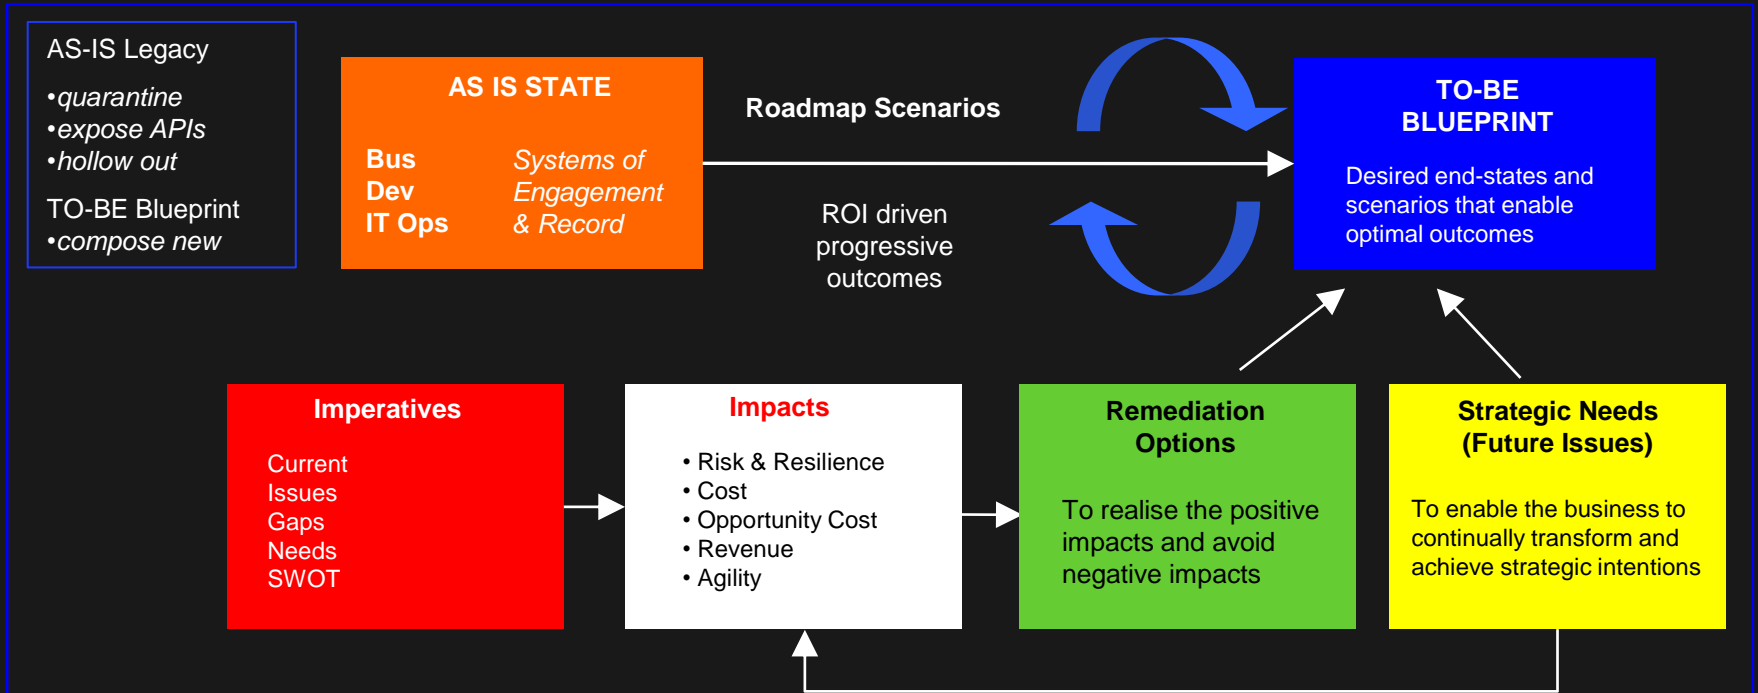 AS-IS Legacy
•quarantine
•expose APIs
•hollow out
TO-BE Blueprint
•compose new
AS IS STATE
Bus
Dev
IT Ops
Systems of
Engagement
& Record
Roadmap Scenarios
ROI driven
progressive
outcomes
TO-BE
BLUEPRINT
Desired end-states and
scenarios that enable
optimal outcomes
Imperatives
Current
Issues
Gaps
Needs
SWOT
Impacts
• Risk & Resilience
• Cost
• Opportunity Cost
• Revenue
• Agility
Remediation
Options
To realise the positive
impacts and avoid
negative impacts
Strategic Needs
(Future Issues)
To enable the business to
continually transform and
achieve strategic intentions